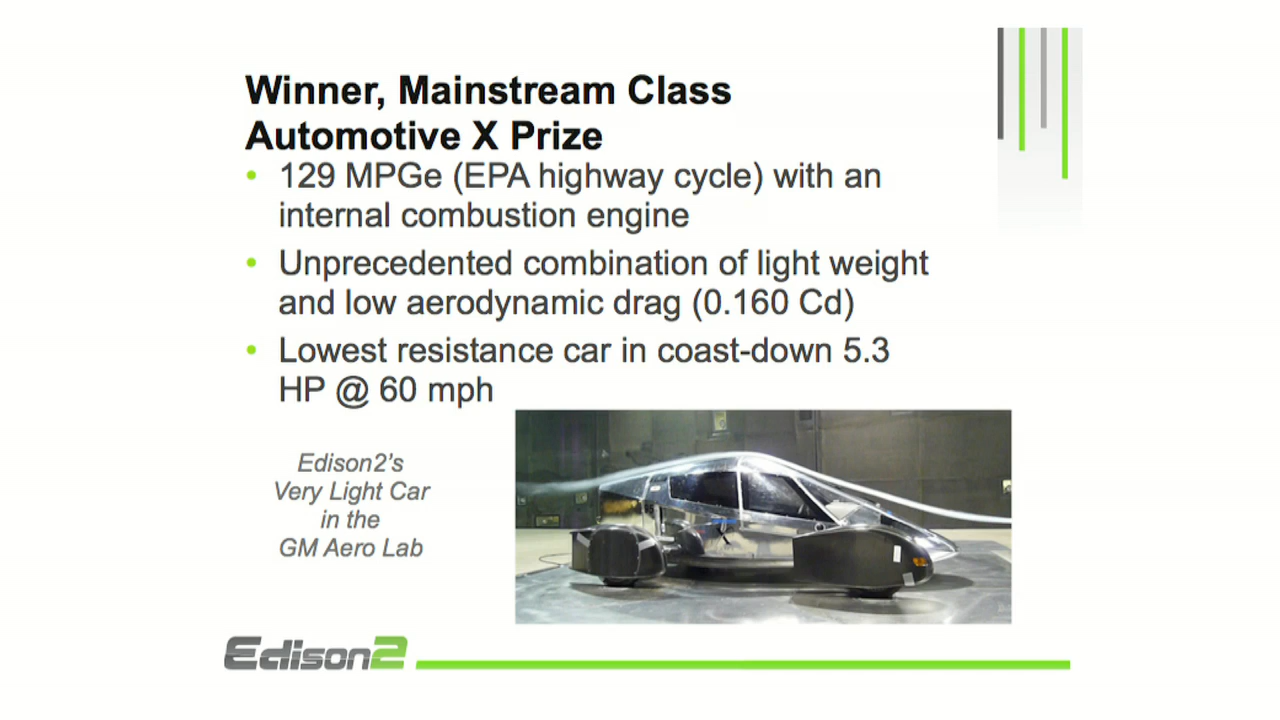 Winner, Mainstream Class
Automotive X Prize
• 129 MPGe (EPA highway cycle) with an
internal combustion engine
• Unprecedented combination of light weight
and low aerodynamic drag (0.160 Cd)
• Lowest resistance car in coast-down 5.3
HP @ 60 mph
Edison2's
Very Light Car
in the
GM Aero Lab
Edison2